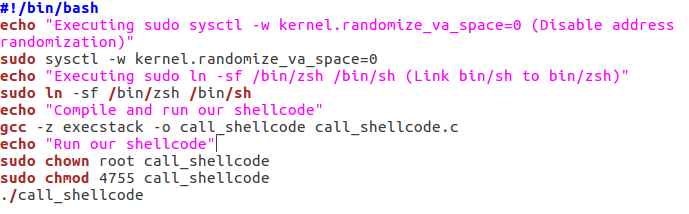 #!/bin/bash
echo "Executing sudo sysctl -w kernel.randomize_va_space=0 (Disable address
randomization)"
sudo sysctl -w kernel.randomize_va_space=0
echo "Executing sudo ln -sf /bin/zsh /bin/sh (Link bin/sh to bin/zsh)"
sudo ln -sf /bin/zsh /bin/sh
echo "Compile and run our shellcode"
gcc -z execstack -o call_shellcode call_shellcode.c
echo "Run our shellcode"
sudo chown root call_shellcode
sudo chmod 4755 call_shellcode
./call_shellcode